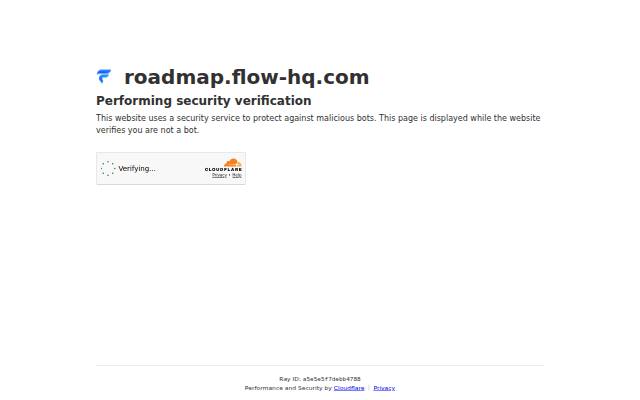 roadmap.flow-hq.com
Performing security verification
This website uses a security service to protect against malicious bots. This page is displayed while the website
verifies you are not a bot.
Verifying...
CLOUDFLARE
Privacy • Help
Ray ID: a5e5e5f7debb4788
Performance and Security by Cloudflare | Privacy